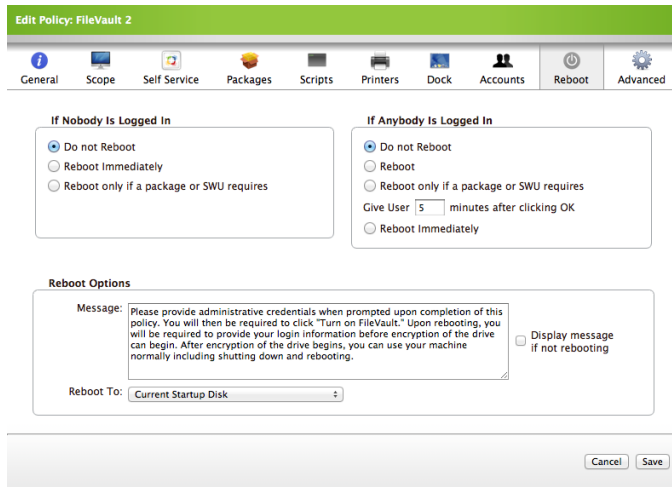 Edit Policy: FileVault 2
General Scope Self Service Packages Scripts Printers Dock Accounts Reboot Advanced
If Nobody Is Logged In
Do not Reboot
Reboot Immediately
Reboot only if a package or SWU requires
If Anybody Is Logged In
Do not Reboot
Reboot
Reboot only if a package or SWU requires
Give User 5 minutes after clicking OK
Reboot Immediately
Reboot Options
Message:
Please provide administrative credentials when prompted upon completion of this
policy. You will then be required to click "Turn on FileVault." Upon rebooting, you
will be required to provide your login information before encryption of the drive
can begin. After encryption of the drive begins, you can use your machine
normally including shutting down and rebooting.
Display message
if not rebooting
Reboot To: Current Startup Disk
Cancel Save